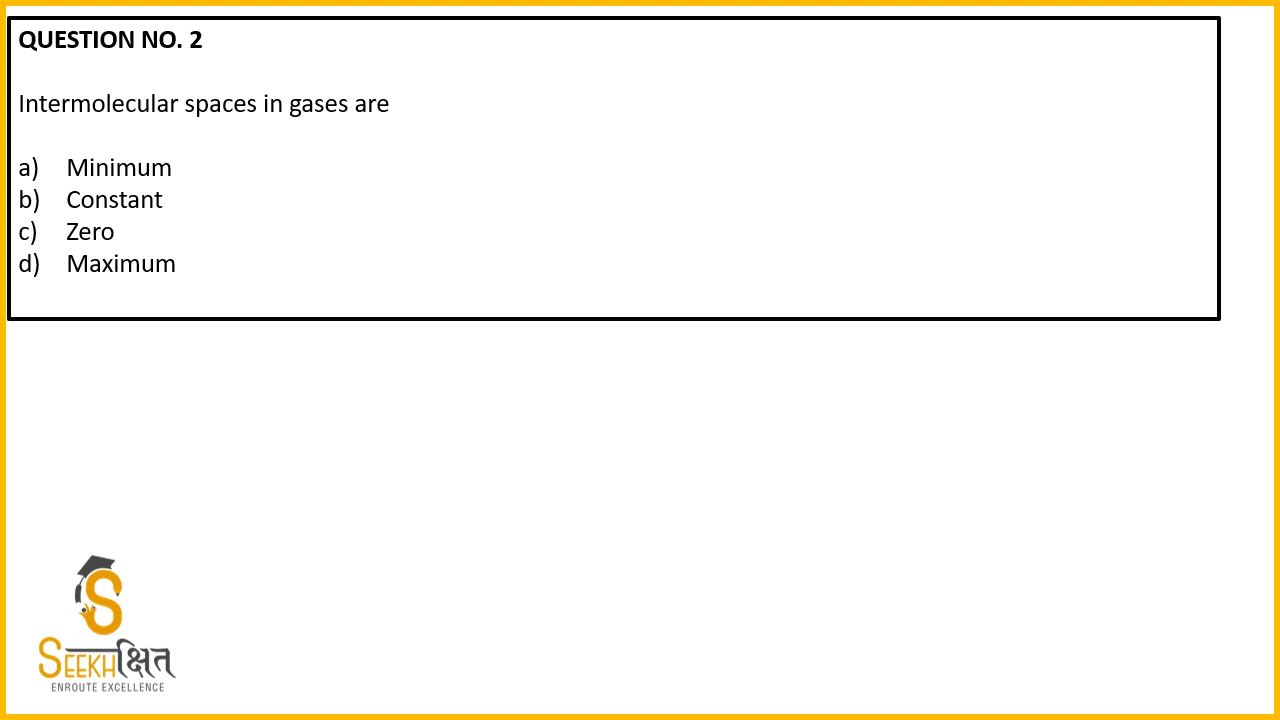 QUESTION NO. 2
Intermolecular spaces in gases are
a) Minimum
b) Constant
c) Zero
d) Maximum
S
SEEKHक्षित
ENROUTE EXCELLENCE